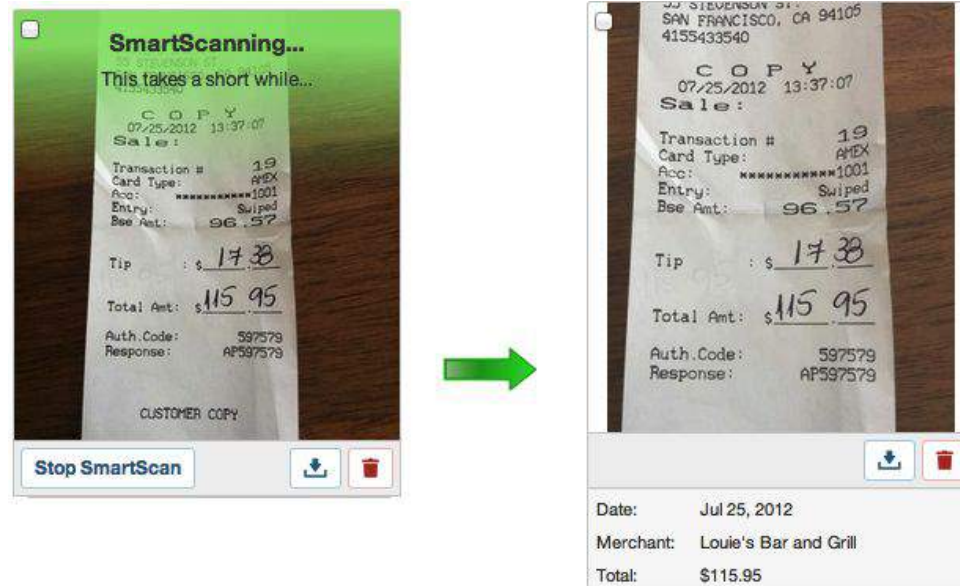 SmartScanning...
This takes a short while...
4155433540
C O P Y
07/25/2012 13:37:07
Sale:
Transaction # 19
Card Type: AMEX
Acc: ***********1001
Entry: Swiped
Bse Amt: 96.57
Tip : $ 17.38
Total Amt: $115.95
Auth.Code: 597579
Response: AP597579
CUSTOMER COPY
Stop SmartScan
55 STEVENSON ST.
SAN FRANCISCO, CA 94105
4155433540
C O P Y
07/25/2012 13:37:07
Sale:
Transaction # 19
Card Type: AMEX
Acc: ***********1001
Entry: Swiped
Bse Amt: 96.57
Tip : $ 17.38
Total Amt: $115.95
Auth.Code: 597579
Response: AP597579
Date: Jul 25, 2012
Merchant: Louie's Bar and Grill
Total: $115.95